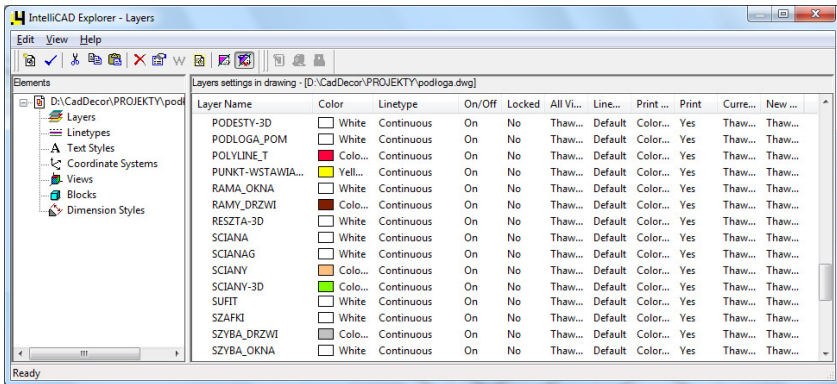 IntelliCAD Explorer - Layers
Edit View Help
Elements
Layers settings in drawing - [D:\CadDecor\PROJEKTY\podłoga.dwg]
D:\CadDecor\PROJEKTY\podł
Layers
Linetypes
Text Styles
Coordinate Systems
Views
Blocks
Dimension Styles
Layer Name Color Linetype On/Off Locked All Vi... Line... Print ... Print Curre... New ...
PODESTY-3D White Continuous On No Thaw... Default Color... Yes Thaw... Thaw...
PODLOGA_POM White Continuous On No Thaw... Default Color... Yes Thaw... Thaw...
POLYLINE_T Colo... Continuous On No Thaw... Default Color... Yes Thaw... Thaw...
PUNKT-WSTAWIA... Yell... Continuous On No Thaw... Default Color... Yes Thaw... Thaw...
RAMA_OKNA White Continuous On No Thaw... Default Color... Yes Thaw... Thaw...
RAMY_DRZWI Colo... Continuous On No Thaw... Default Color... Yes Thaw... Thaw...
RESZTA-3D White Continuous On No Thaw... Default Color... Yes Thaw... Thaw...
SCIANA White Continuous On No Thaw... Default Color... Yes Thaw... Thaw...
SCIANAG White Continuous On No Thaw... Default Color... Yes Thaw... Thaw...
SCIANY Colo... Continuous On No Thaw... Default Color... Yes Thaw... Thaw...
SCIANY-3D Colo... Continuous On No Thaw... Default Color... Yes Thaw... Thaw...
SUFIT White Continuous On No Thaw... Default Color... Yes Thaw... Thaw...
SZAFKI White Continuous On No Thaw... Default Color... Yes Thaw... Thaw...
SZYBA_DRZWI Colo... Continuous On No Thaw... Default Color... Yes Thaw... Thaw...
SZYBA_OKNA White Continuous On No Thaw... Default Color... Yes Thaw... Thaw...
Ready